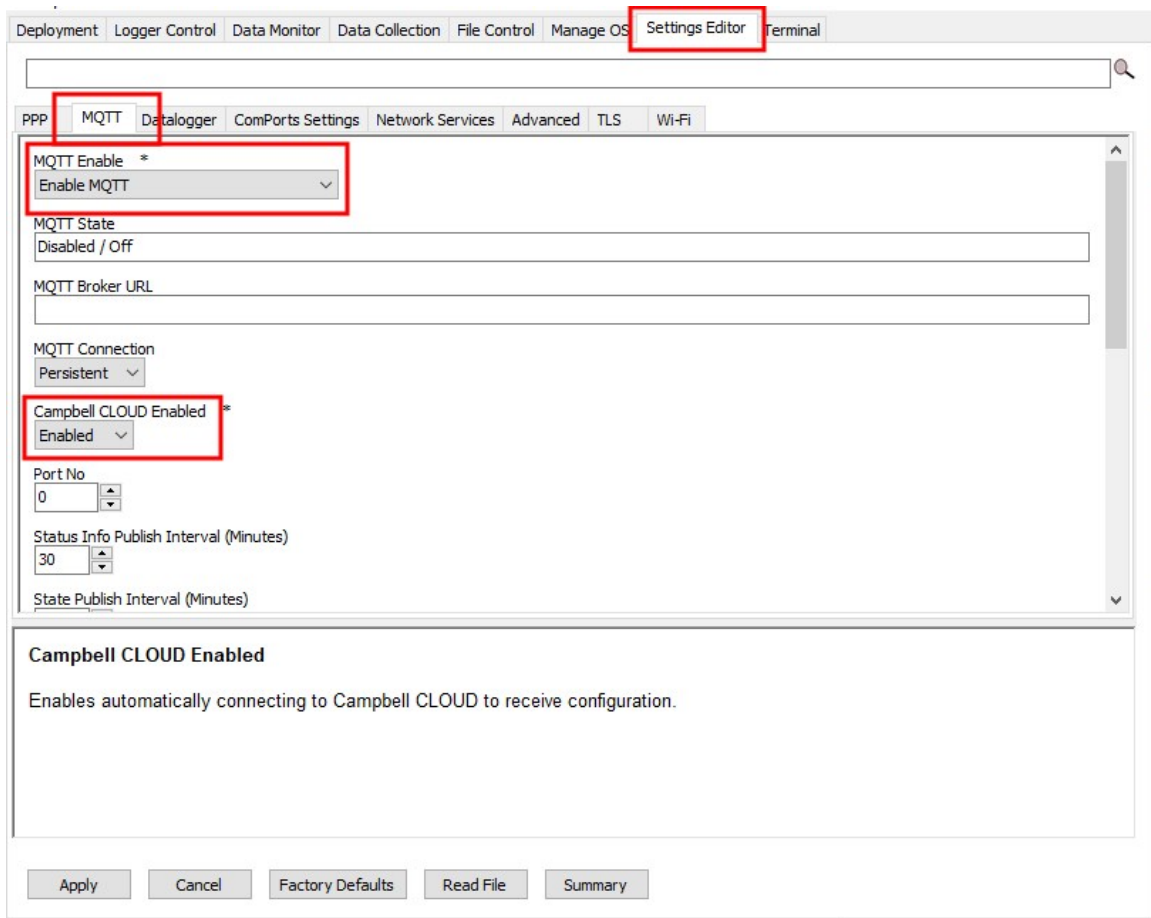 Deployment Logger Control Data Monitor Data Collection File Control Manage OS Settings Editor Terminal
PPP MQTT Datalogger ComPorts Settings Network Services Advanced TLS Wi-Fi
MQTT Enable *
Enable MQTT
MQTT State
Disabled / Off
MQTT Broker URL
MQTT Connection
Persistent
Campbell CLOUD Enabled *
Enabled
Port No
0
Status Info Publish Interval (Minutes)
30
State Publish Interval (Minutes)
Campbell CLOUD Enabled
Enables automatically connecting to Campbell CLOUD to receive configuration.
Apply Cancel Factory Defaults Read File Summary